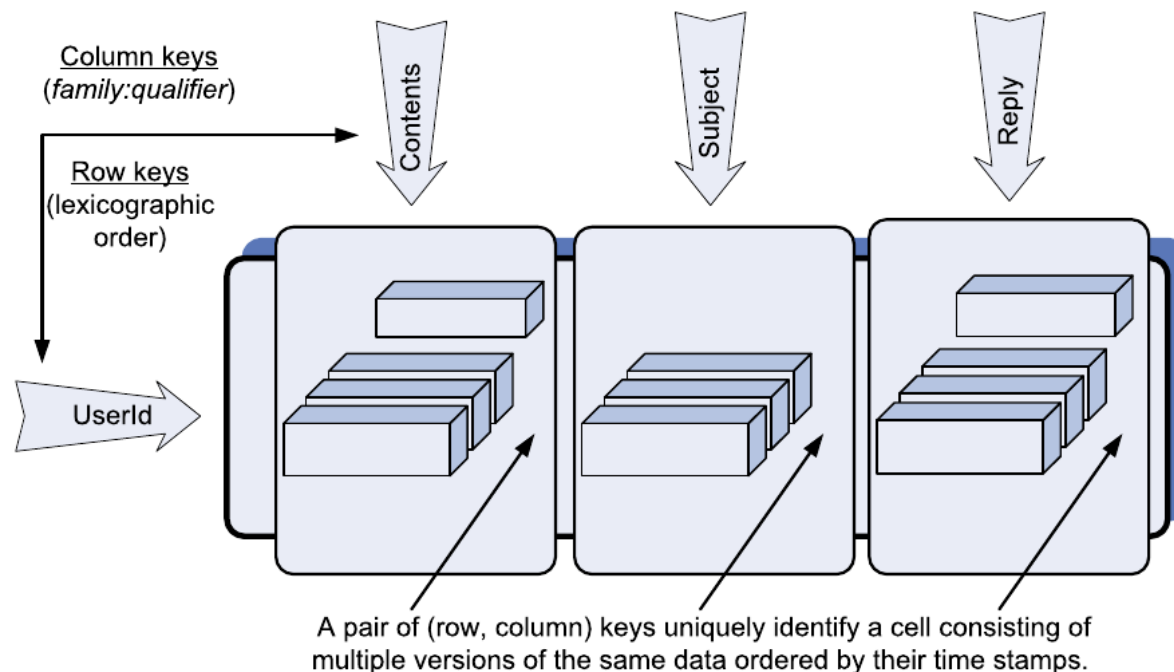 Column keys
(family:qualifier)
Row keys
(lexicographic
order)
Contents
Subject
Reply
UserId
A pair of (row, column) keys uniquely identify a cell consisting of
multiple versions of the same data ordered by their time stamps.